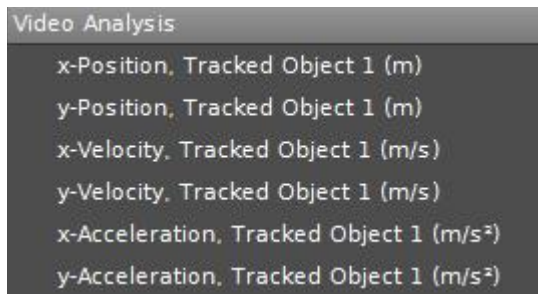 Video Analysis
x-Position, Tracked Object 1 (m)
y-Position, Tracked Object 1 (m)
x-Velocity, Tracked Object 1 (m/s)
y-Velocity, Tracked Object 1 (m/s)
x-Acceleration, Tracked Object 1 (m/s²)
y-Acceleration, Tracked Object 1 (m/s²)